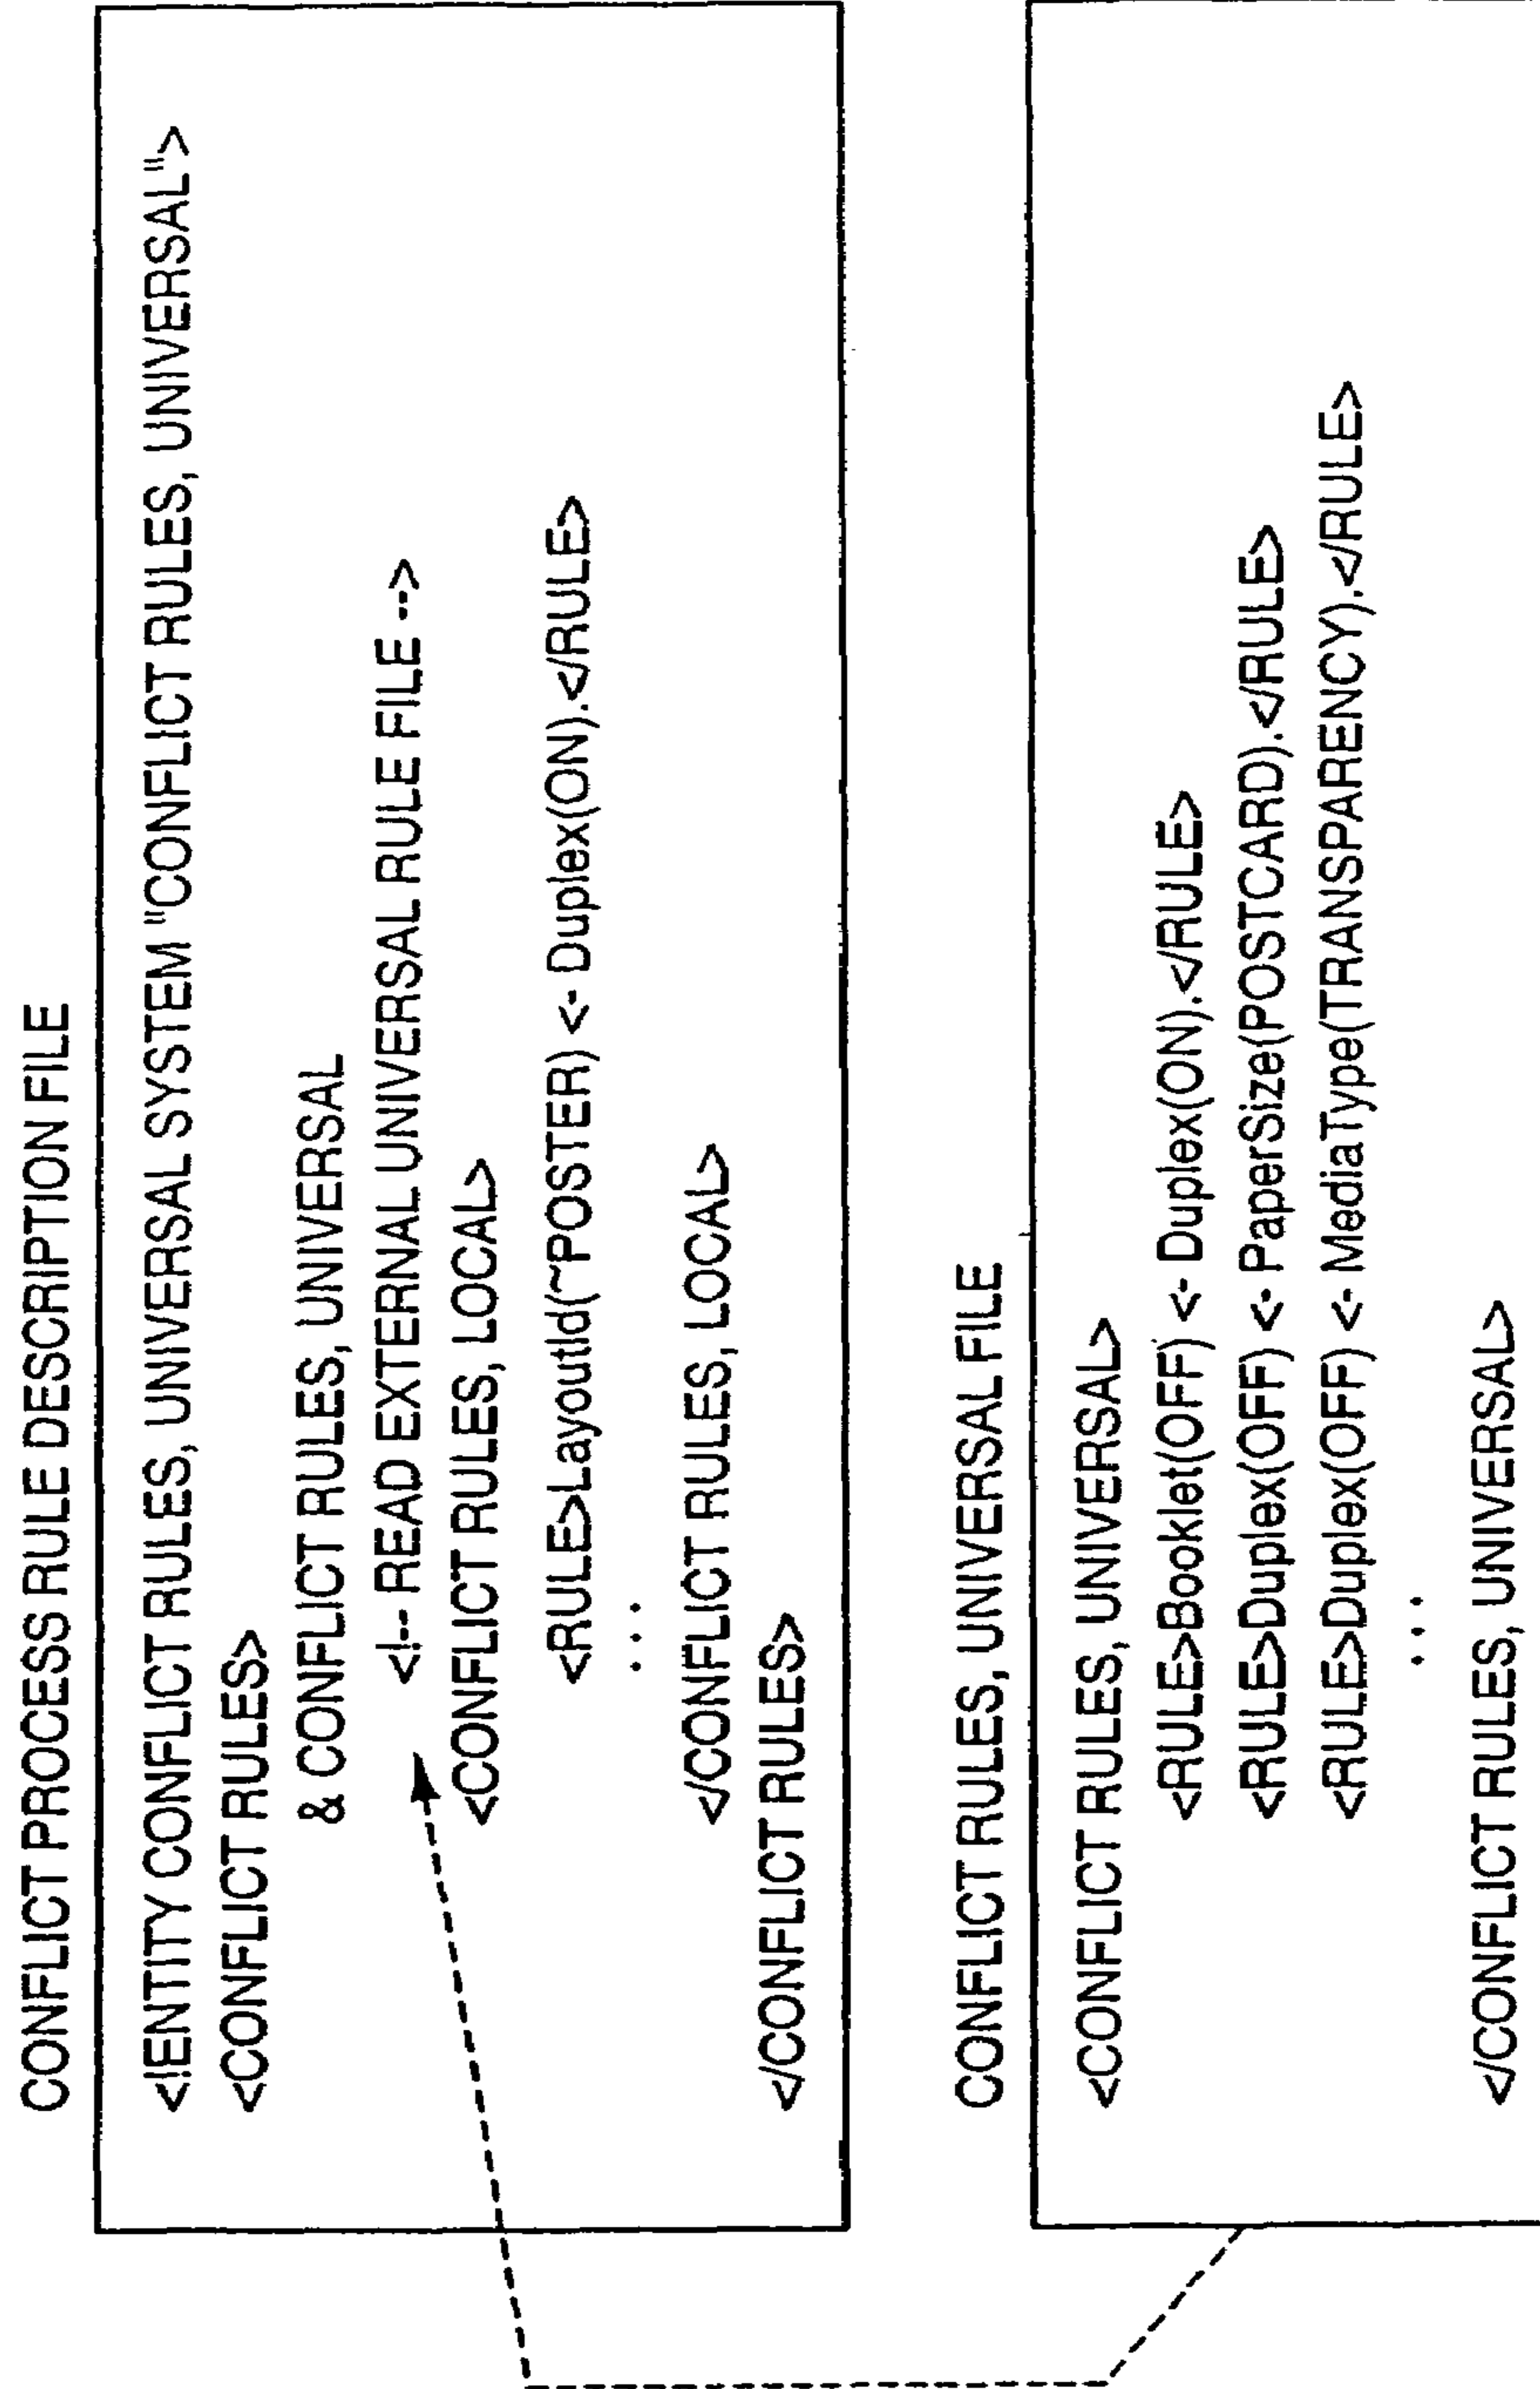 CONFLICT PROCESS RULE DESCRIPTION FILE
<!ENTITY CONFLICT RULES, UNIVERSAL SYSTEM "CONFLICT RULES, UNIVERSAL">
<CONFLICT RULES>
& CONFLICT RULES, UNIVERSAL
<!-- READ EXTERNAL UNIVERSAL RULE FILE -->
<CONFLICT RULES, LOCAL>
<RULE>LayoutId(~POSTER) <- Duplex(ON).</RULE>
...
</CONFLICT RULES, LOCAL>
</CONFLICT RULES>
CONFLICT RULES, UNIVERSAL FILE
<CONFLICT RULES, UNIVERSAL>
<RULE>Booklet(OFF) <- Duplex(ON).</RULE>
<RULE>Duplex(OFF) <- PaperSize(POSTCARD).</RULE>
<RULE>Duplex(OFF) <- MediaType(TRANSPARENCY).</RULE>
...
</CONFLICT RULES, UNIVERSAL>